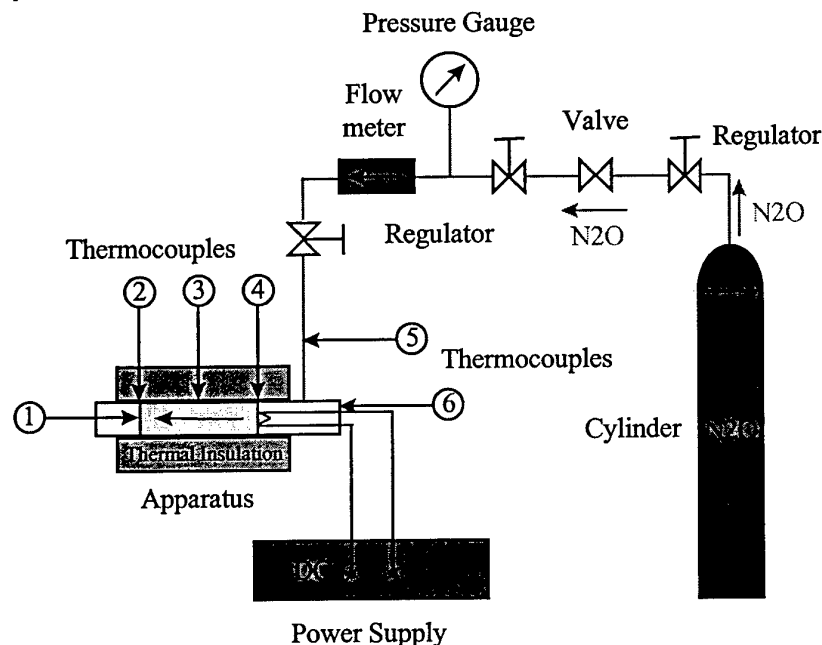 Pressure Gauge
Flow
meter
Valve
Regulator
N2O
N2O
Regulator
Thermocouples
2
3
4
5
Thermocouples
1
6
Cylinder
N2O
Thermal Insulation
Apparatus
DC
Power Supply